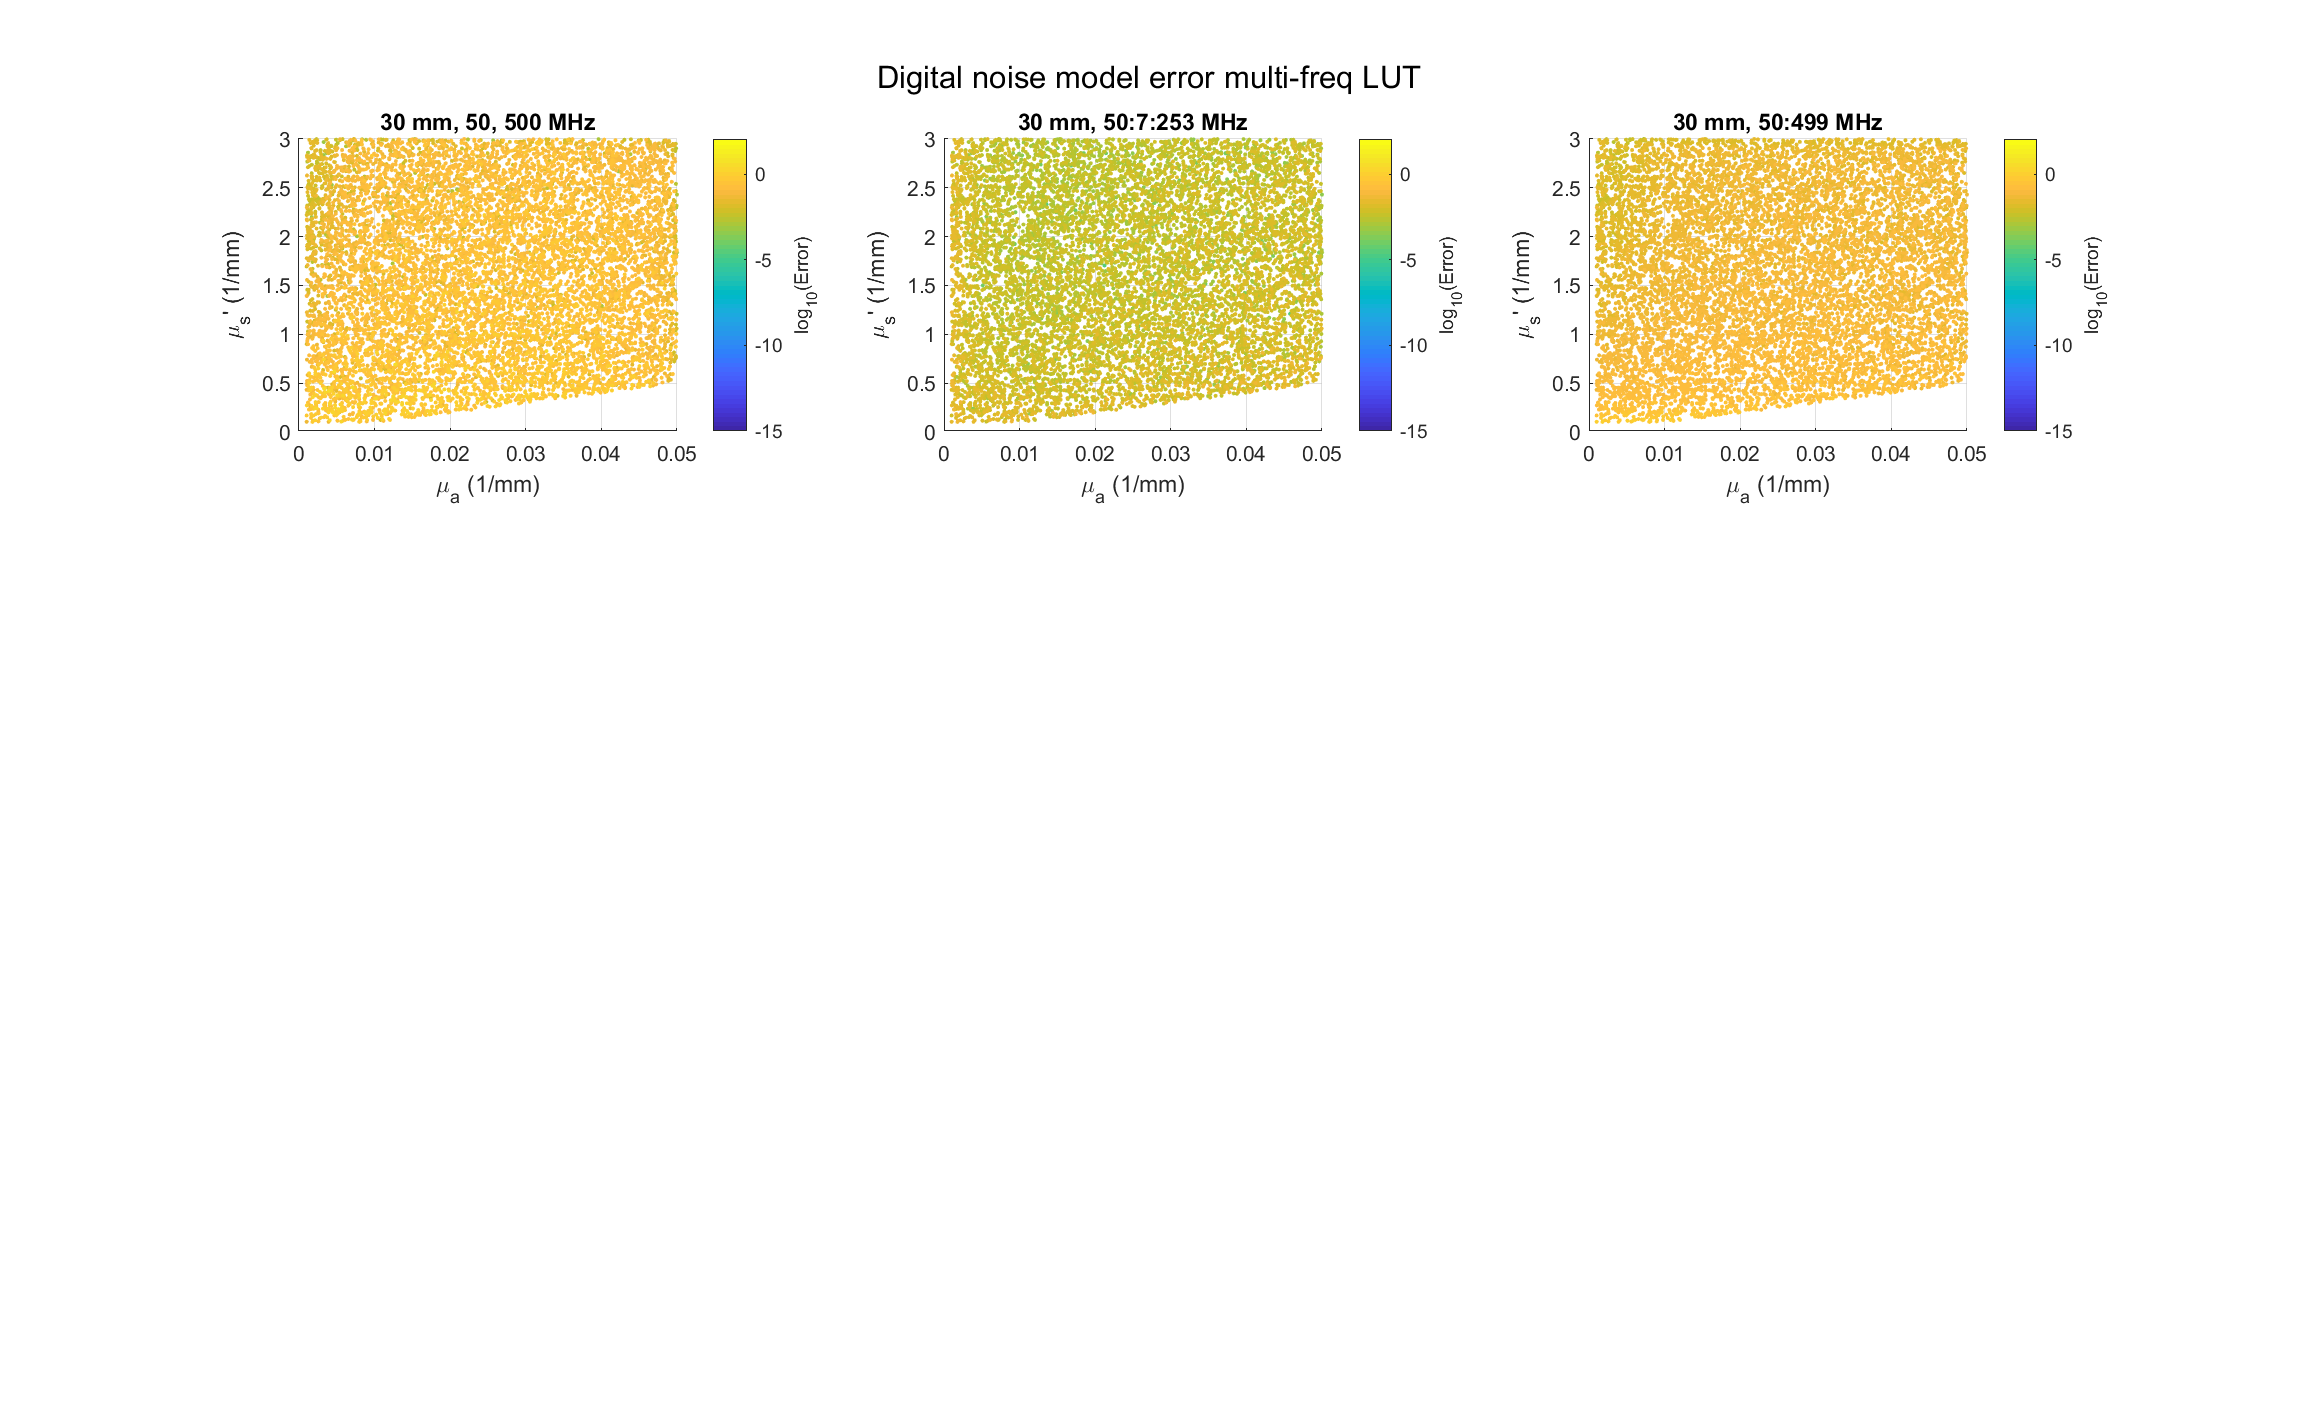 Digital noise model error multi-freq LUT
30 mm, 50, 500 MHz
3
2.5
2
1.5
1
0.5
0
μs' (1/mm)
0 0.01 0.02 0.03 0.04 0.05
μa (1/mm)
0
-5
-10
-15
log10(Error)
30 mm, 50:7:253 MHz
3
2.5
2
1.5
1
0.5
0
μs' (1/mm)
0 0.01 0.02 0.03 0.04 0.05
μa (1/mm)
0
-5
-10
-15
log10(Error)
30 mm, 50:499 MHz
3
2.5
2
1.5
1
0.5
0
μs' (1/mm)
0 0.01 0.02 0.03 0.04 0.05
μa (1/mm)
0
-5
-10
-15
log10(Error)